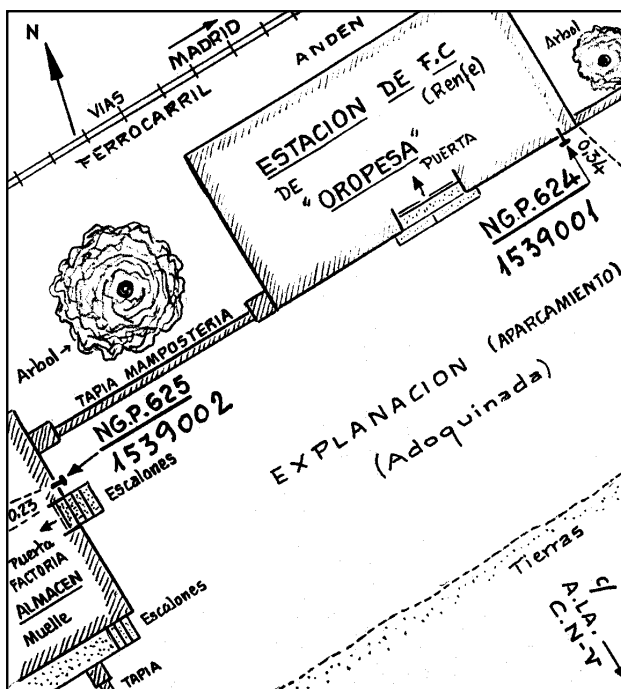 N
MADRID
VIAS
FERROCARRIL
ANDEN
Arbol
ESTACION DE F.C
(Renfe)
DE "OROPESA"
PUERTA
0,34
NG.P.624
1539001
Arbol
TAPIA MAMPOSTERIA
NG.P.625
1539002
EXPLANACION (APARCAMIENTO)
(Adoquinada)
Escalones
0,23
Puerta
FACTORIA
ALMACEN
Muelle
Escalones
TAPIA
Tierras
c/
A.LA:
C.N-V